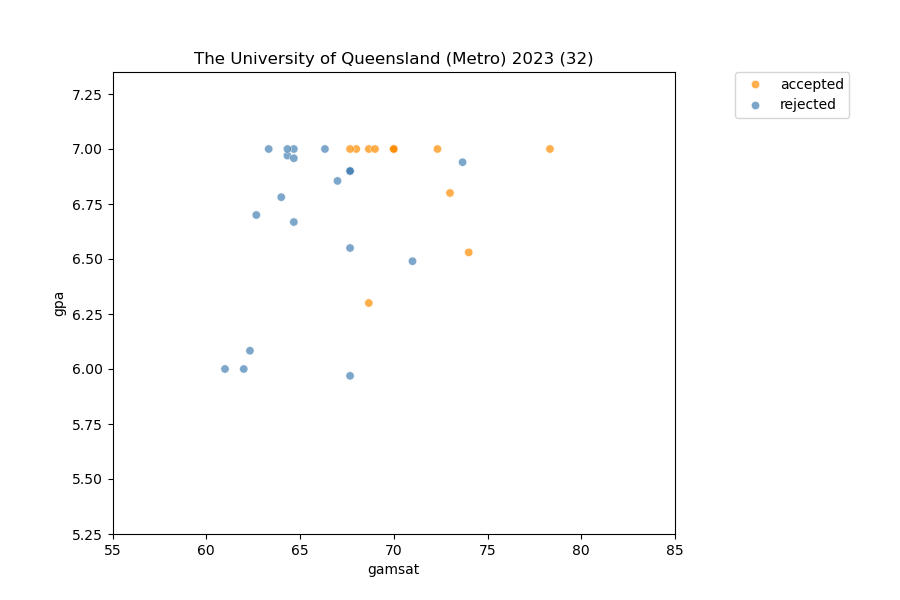 The University of Queensland (Metro) 2023 (32)
accepted
rejected
7.25
7.00
6.75
6.50
6.25
6.00
5.75
5.50
5.25
gpa
55 60 65 70 75 80 85
gamsat